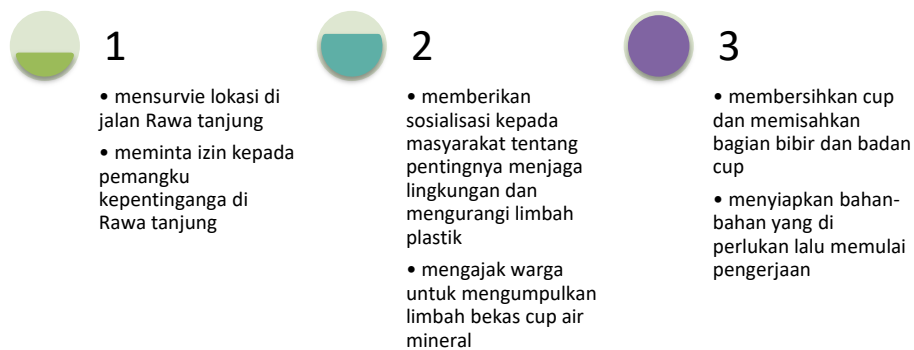 1
• mensurvie lokasi di
jalan Rawa tanjung
• meminta izin kepada
pemangku
kepentinganga di
Rawa tanjung
2
• memberikan
sosialisasi kepada
masyarakat tentang
pentingnya menjaga
lingkungan dan
mengurangi limbah
plastik
• mengajak warga
untuk mengumpulkan
limbah bekas cup air
mineral
3
• membersihkan cup
dan memisahkan
bagian bibir dan badan
cup
• menyiapkan bahan-
bahan yang di
perlukan lalu memulai
pengerjaan